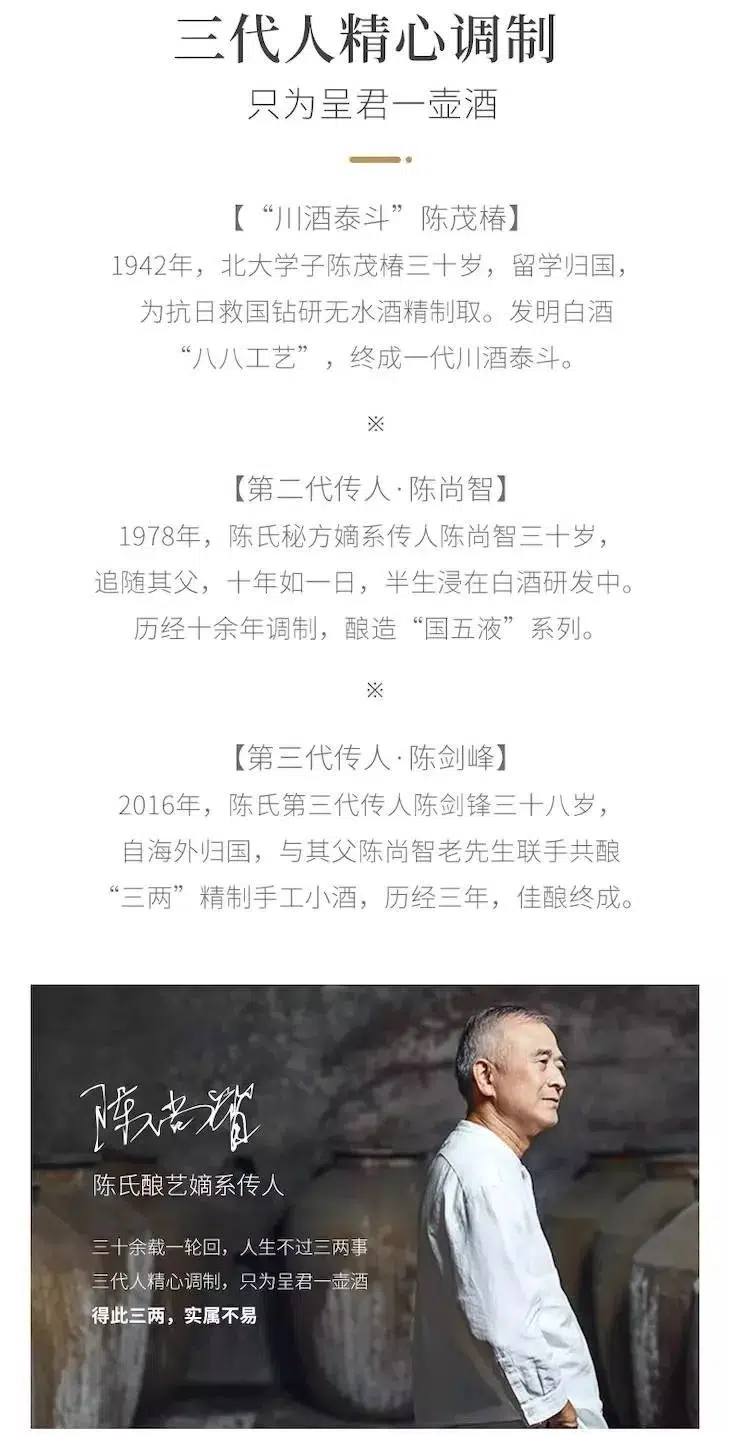 三代人精心调制
只为呈君一壶酒
【“川酒泰斗”陈茂椿】
1942年，北大学子陈茂椿三十岁，留学归国，
为抗日救国钻研无水酒精制取。发明白酒
“八八工艺”，终成一代川酒泰斗。
※
【第二代传人·陈尚智】
1978年，陈氏秘方嫡系传人陈尚智三十岁，
追随其父，十年如一日，半生浸在白酒研发中。
历经十余年调制，酿造“国五液”系列。
※
【第三代传人·陈剑峰】
2016年，陈氏第三代传人陈剑锋三十八岁，
自海外归国，与其父陈尚智老先生联手共酿
“三两”精制手工小酒，历经三年，佳酿终成。
陈尚智
陈氏酿艺嫡系传人
三十余载一轮回，人生不过三两事
三代人精心调制，只为呈君一壶酒
得此三两，实属不易